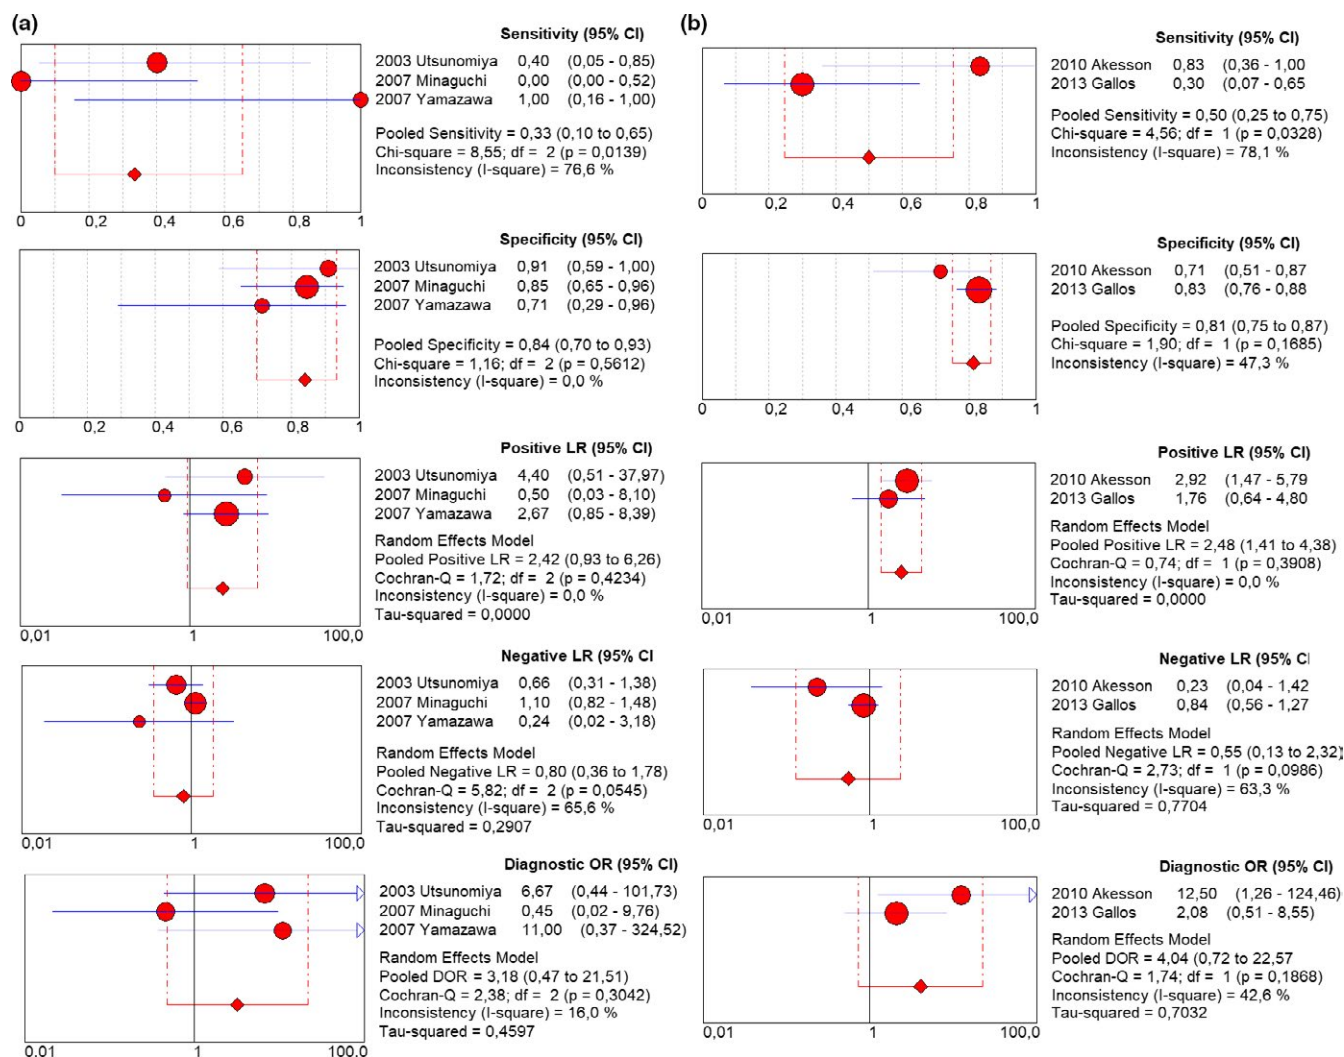 (a)
Sensitivity (95% CI)
2003 Utsunomiya 0,40 (0,05 - 0,85)
2007 Minaguchi 0,00 (0,00 - 0,52)
2007 Yamazawa 1,00 (0,16 - 1,00)
Pooled Sensitivity = 0,33 (0,10 to 0,65)
Chi-square = 8,55; df = 2 (p = 0,0139)
Inconsistency (I-square) = 76,6 %
0 0,2 0,4 0,6 0,8 1
Specificity (95% CI)
2003 Utsunomiya 0,91 (0,59 - 1,00)
2007 Minaguchi 0,85 (0,65 - 0,96)
2007 Yamazawa 0,71 (0,29 - 0,96)
Pooled Specificity = 0,84 (0,70 to 0,93)
Chi-square = 1,16; df = 2 (p = 0,5612)
Inconsistency (I-square) = 0,0 %
0 0,2 0,4 0,6 0,8 1
Positive LR (95% CI)
2003 Utsunomiya 4,40 (0,51 - 37,97)
2007 Minaguchi 0,50 (0,03 - 8,10)
2007 Yamazawa 2,67 (0,85 - 8,39)
Random Effects Model
Pooled Positive LR = 2,42 (0,93 to 6,26)
Cochran-Q = 1,72; df = 2 (p = 0,4234)
Inconsistency (I-square) = 0,0 %
Tau-squared = 0,0000
0,01 1 100,0
Negative LR (95% CI
2003 Utsunomiya 0,66 (0,31 - 1,38)
2007 Minaguchi 1,10 (0,82 - 1,48)
2007 Yamazawa 0,24 (0,02 - 3,18)
Random Effects Model
Pooled Negative LR = 0,80 (0,36 to 1,78)
Cochran-Q = 5,82; df = 2 (p = 0,0545)
Inconsistency (I-square) = 65,6 %
Tau-squared = 0,2907
0,01 1 100,0
Diagnostic OR (95% CI)
2003 Utsunomiya 6,67 (0,44 - 101,73)
2007 Minaguchi 0,45 (0,02 - 9,76)
2007 Yamazawa 11,00 (0,37 - 324,52)
Random Effects Model
Pooled DOR = 3,18 (0,47 to 21,51)
Cochran-Q = 2,38; df = 2 (p = 0,3042)
Inconsistency (I-square) = 16,0 %
Tau-squared = 0,4597
0.01 1 100.0
(b)
Sensitivity (95% CI)
2010 Akesson 0,83 (0,36 - 1,00
2013 Gallos 0,30 (0,07 - 0,65
Pooled Sensitivity = 0,50 (0,25 to 0,75)
Chi-square = 4,56; df = 1 (p = 0,0328)
Inconsistency (I-square) = 78,1 %
0 0,2 0,4 0,6 0,8 1
Specificity (95% CI)
2010 Akesson 0,71 (0,51 - 0,87
2013 Gallos 0,83 (0,76 - 0,88
Pooled Specificity = 0,81 (0,75 to 0,87)
Chi-square = 1,90; df = 1 (p = 0,1685)
Inconsistency (I-square) = 47,3 %
0 0,2 0,4 0,6 0,8 1
Positive LR (95% CI)
2010 Akesson 2,92 (1,47 - 5,79
2013 Gallos 1,76 (0,64 - 4,80
Random Effects Model
Pooled Positive LR = 2,48 (1,41 to 4,38)
Cochran-Q = 0,74; df = 1 (p = 0,3908)
Inconsistency (I-square) = 0,0 %
Tau-squared = 0,0000
0,01 1 100,0
Negative LR (95% CI
2010 Akesson 0,23 (0,04 - 1,42
2013 Gallos 0,84 (0,56 - 1,27
Random Effects Model
Pooled Negative LR = 0,55 (0,13 to 2,32)
Cochran-Q = 2,73; df = 1 (p = 0,0986)
Inconsistency (I-square) = 63,3 %
Tau-squared = 0,7704
0,01 1 100,0
Diagnostic OR (95% CI)
2010 Akesson 12,50 (1,26 - 124,46)
2013 Gallos 2,08 (0,51 - 8,55)
Random Effects Model
Pooled DOR = 4,04 (0,72 to 22,57
Cochran-Q = 1,74; df = 1 (p = 0,1868)
Inconsistency (I-square) = 42,6 %
Tau-squared = 0,7032
0,01 1 100,0